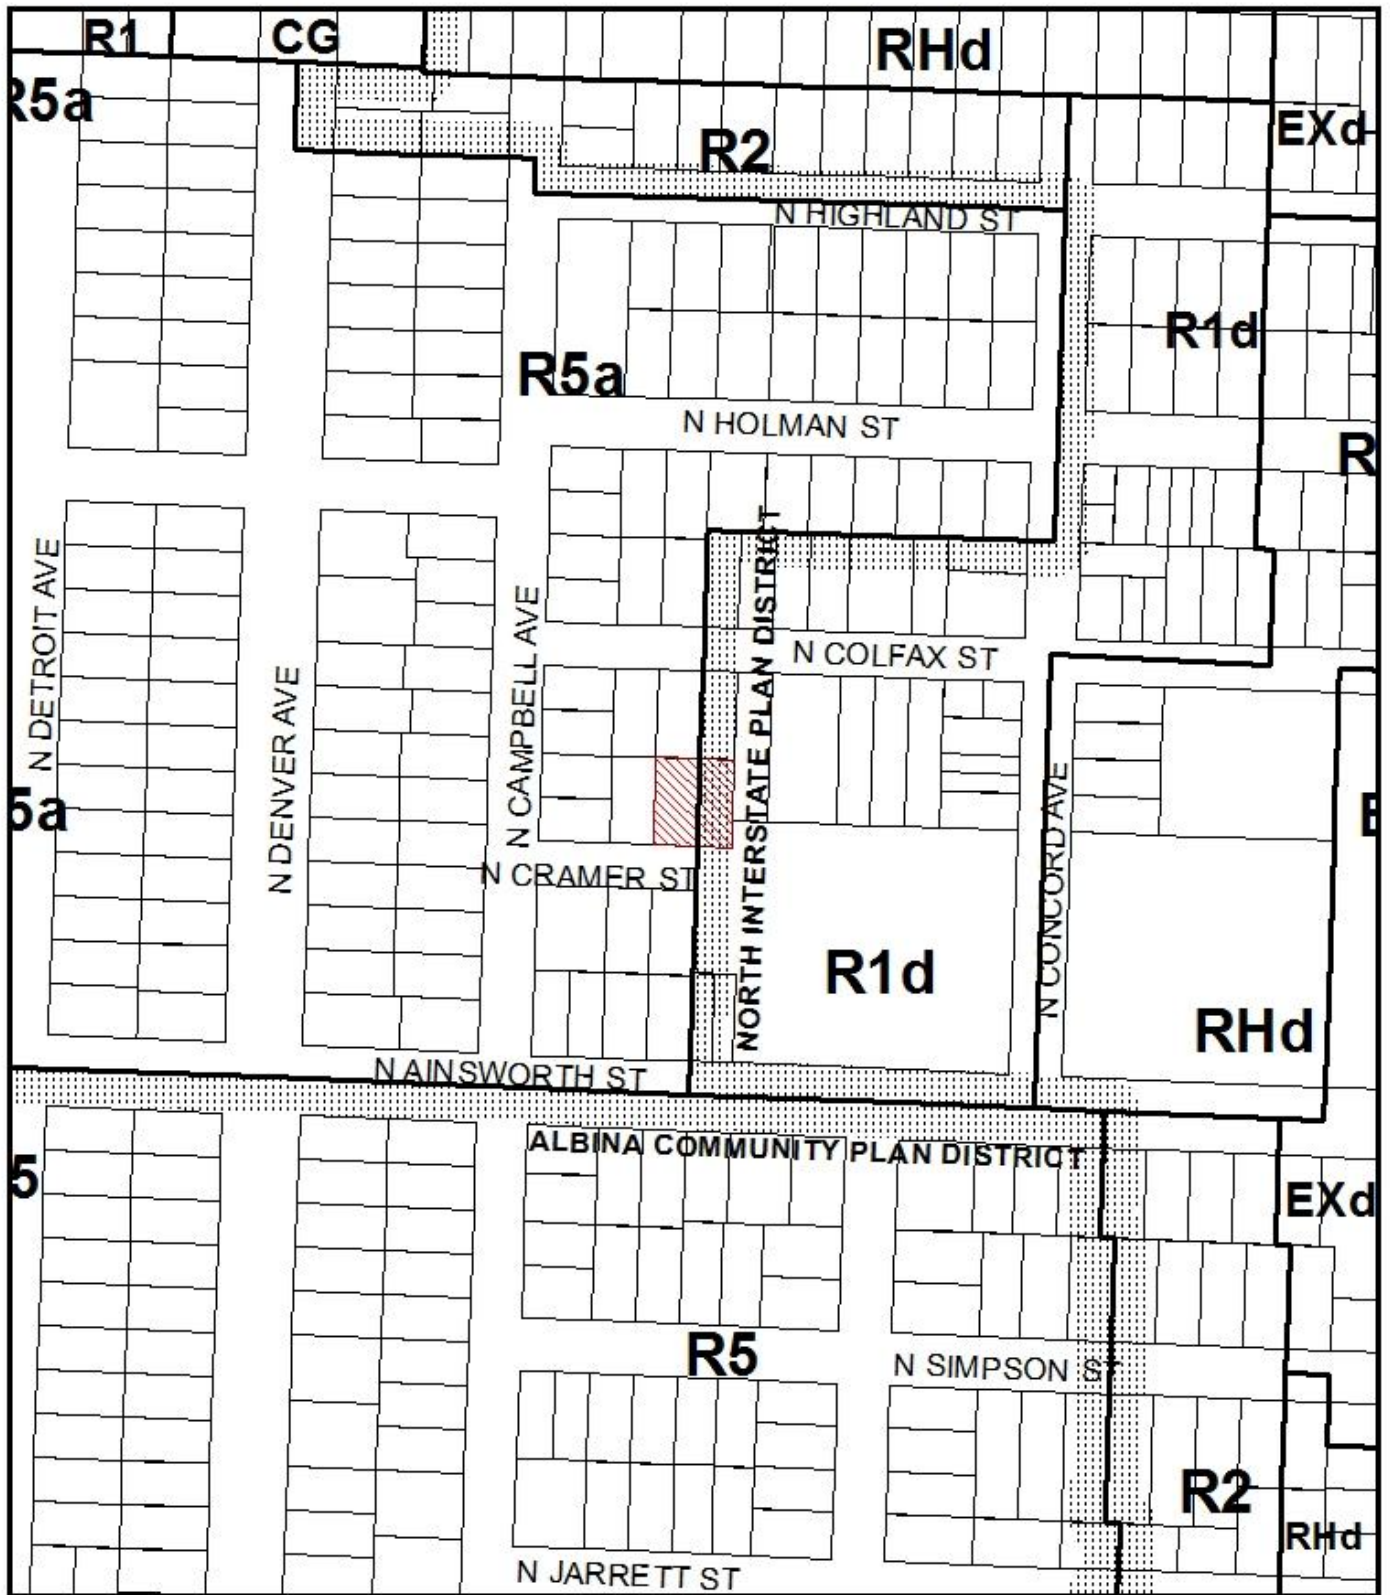 R1
CG
RHd
R5a
EXd
R2
N HIGHLAND ST
R1d
R5a
N HOLMAN ST
R
NORTH INTERSTATE PLAN DISTRICT
N DETROIT AVE
N CAMPBELL AVE
N COLFAX ST
N DENVER AVE
5a
E
N CONCORD AVE
N CRAMER ST
R1d
RHd
N AINSWORTH ST
ALBINA COMMUNITY PLAN DISTRICT
5
EXd
R5
N SIMPSON ST
R2
RHd
N JARRETT ST